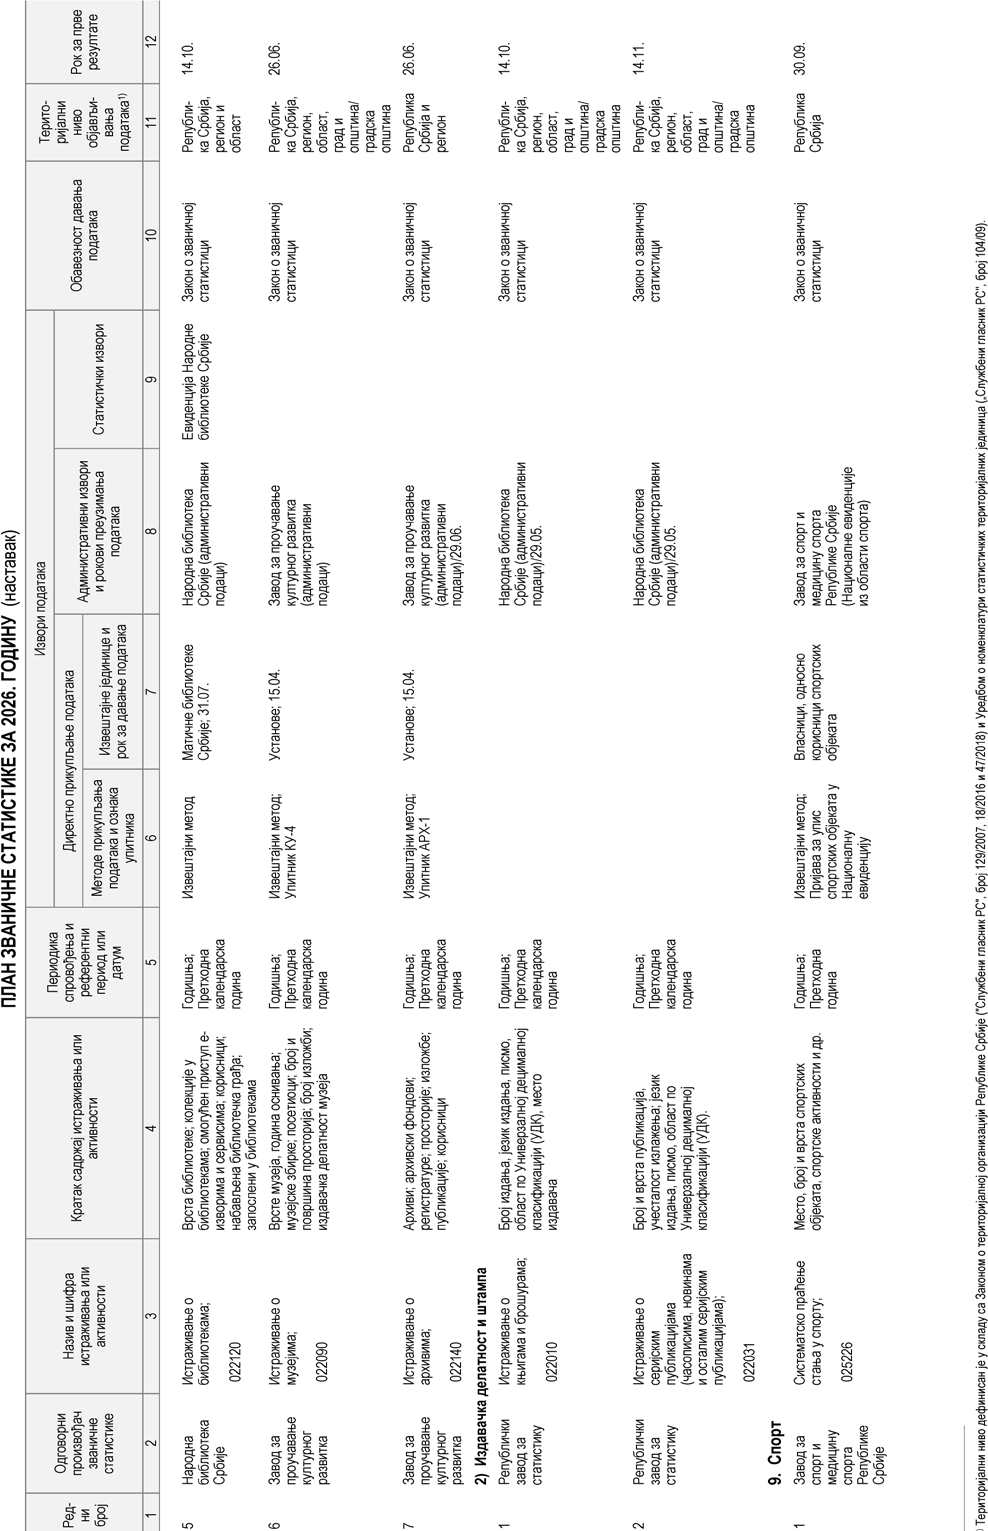 ПЛАН ЗВАНИЧНЕ СТАТИСТИКЕ ЗА 2026. ГОДИНУ (наставак)
Ред-
ни
број
Одговорни
произвођач
званичне
статистике
Назив и шифра
истраживања или
активности
Кратак садржај истраживања или
активности
Периодика
спровођења и
референтни
период или
датум
Извори података
Директно прикупљање података
Методе прикупљања
података и ознака
упитника
Извештајне јединице и
рок за давање података
Административни извори
и рокови преузимања
података
Статистички извори
Обавезност давања
података
Терито-
ријални
ниво
објављи-
вања
података1)
Рок за прве
резултате
1 2 3 4 5 6 7 8 9 10 11 12
5
Народна
библиотека
Србије
Истраживање о
библиотекама;
022120
Врста библиотеке; колекције у
библиотекама; омогућен приступ е-
изворима и сервисима; корисници;
набављена библиотечка грађа;
запослени у библиотекама
Годишња;
Претходна
календарска
година
Извештајни метод
Матичне библиотеке
Србије; 31.07.
Народна библиотека
Србије (административни
подаци)
Евиденција Народне
библиотеке Србије
Закон о званичној
статистици
Републи-
ка Србија,
регион и
област
14.10.
6
Завод за
проучавање
културног
развитка
Истраживање о
музејима;
022090
Врсте музеја, година оснивања;
музејске збирке; посетиоци; број и
површина просторија; број изложби;
издавачка делатност музеја
Годишња;
Претходна
календарска
година
Извештајни метод;
Упитник КУ-4
Установе; 15.04.
Завод за проучавање
културног развитка
(административни
подаци)
Закон о званичној
статистици
Републи-
ка Србија,
регион,
област,
град и
општина/
градска
општина
26.06.
7
Завод за
проучавање
културног
развитка
Истраживање о
архивима;
022140
Архиви; архивски фондови;
регистратуре; просторије; изложбе;
публикације; корисници
Годишња;
Претходна
календарска
година
Извештајни метод;
Упитник АРХ-1
Установе; 15.04.
Завод за проучавање
културног развитка
(административни
подаци)/29.06.
Закон о званичној
статистици
Република
Србија и
регион
26.06.
2) Издавачка делатност и штампа
1
Републички
завод за
статистику
Истраживање о
књигама и брошурама;
022010
Број издања, језик издања, писмо,
област по Универзалној децималној
класификацији (УДК), место
издавача
Годишња;
Претходна
календарска
година
Народна библиотека
Србије (административни
подаци)/29.05.
Закон о званичној
статистици
Републи-
ка Србија,
регион,
област,
град и
општина/
градска
општина
14.10.
2
Републички
завод за
статистику
Истраживање о
серијским
публикацијама
(часописима, новинама
и осталим серијским
публикацијама);
022031
Број и врста публикација,
учесталост излажења; језик
издања, писмо, област по
Универзалној децималној
класификацији (УДК).
Годишња;
Претходна
календарска
година
Народна библиотека
Србије (административни
подаци)/29.05.
Закон о званичној
статистици
Републи-
ка Србија,
регион,
област,
град и
општина/
градска
општина
14.11.
9. Спорт
1
Завод за
спорт и
медицину
спорта
Републике
Србије
Систематско праћење
стања у спорту;
025226
Место, број и врста спортских
објеката, спортске активности и др.
Годишња;
Претходна
година
Извештајни метод;
Пријава за упис
спортских објеката у
Националну
евиденцију
Власници, односно
корисници спортских
објеката
Завод за спорт и
медицину спорта
Републике Србије
(Националне евиденције
из области спорта)
Закон о званичној
статистици
Република
Србија
30.09.
) Територијални ниво дефинисан је у складу са Законом о територијалној организацији Републике Србије ("Службени гласник РС", број 129/2007, 18/2016 и 47/2018) и Уредбом о номенклатури статистичких територијалних јединица („Службени гласник РС", број 104/09).